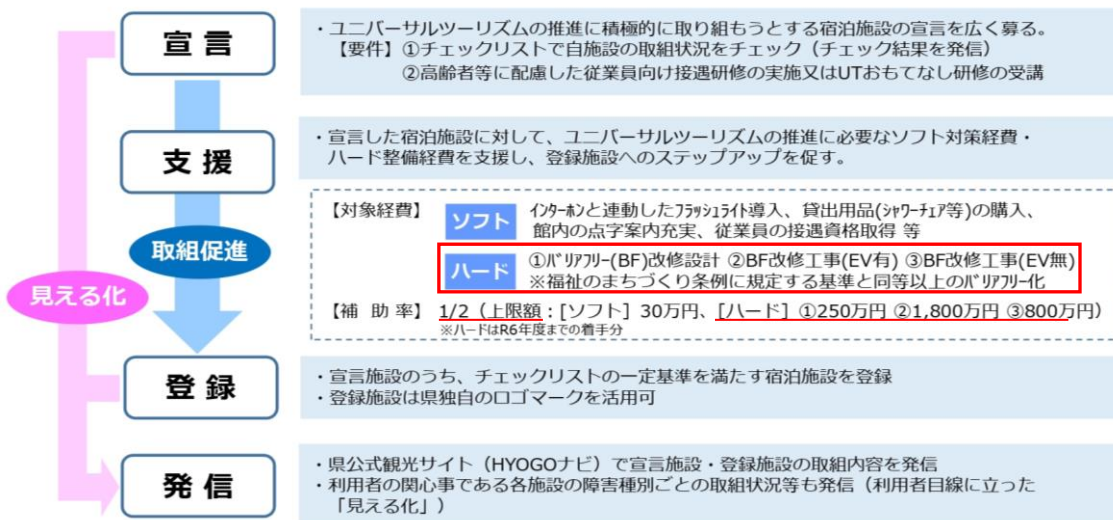 宣言
・ユニバーサルツーリズムの推進に積極的に取り組もうとする宿泊施設の宣言を広く募る。
【要件】①チェックリストで自施設の取組状況をチェック（チェック結果を発信）
②高齢者等に配慮した従業員向け接遇研修の実施又はUTおもてなし研修の受講
支援
・宣言した宿泊施設に対して、ユニバーサルツーリズムの推進に必要なソフト対策経費・
ハード整備経費を支援し、登録施設へのステップアップを促す。
取組促進
見える化
【対象経費】
ソフト
ｲﾝﾀｰﾎﾝと連動したﾌﾗｯｼｭﾗｲﾄ導入、貸出用品(ｼｬﾜｰﾁｪｱ等)の購入、
館内の点字案内充実、従業員の接遇資格取得 等
ハード
①ﾊﾞﾘｱﾌﾘｰ(BF)改修設計 ②BF改修工事(EV有) ③BF改修工事(EV無)
※福祉のまちづくり条例に規定する基準と同等以上のﾊﾞﾘｱﾌﾘｰ化
【補助率】 1/2（上限額：[ソフト] 30万円、[ハード] ①250万円 ②1,800万円 ③800万円）
※ハードはR6年度までの着手分
登録
・宣言施設のうち、チェックリストの一定基準を満たす宿泊施設を登録
・登録施設は県独自のロゴマークを活用可
発信
・県公式観光サイト（HYOGOナビ）で宣言施設・登録施設の取組内容を発信
・利用者の関心事である各施設の障害種別ごとの取組状況等も発信（利用者目線に立った
「見える化」）